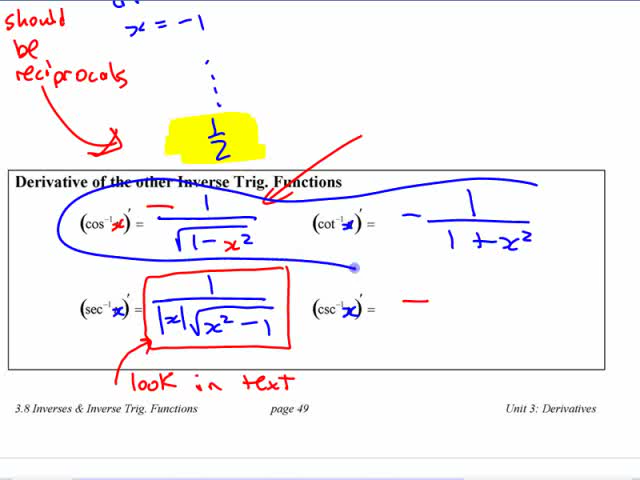 should
be
reciprocals
x = -1
1/2
Derivative of the other Inverse Trig. Functions
(cos⁻¹x)′ = - 1/√(1-x²) (cot⁻¹x)′ = - 1/(1+x²)
(sec⁻¹x)′ = 1/(|x|√(x²-1)) (csc⁻¹x)′ = -
look in text
3.8 Inverses & Inverse Trig. Functions page 49 Unit 3: Derivatives